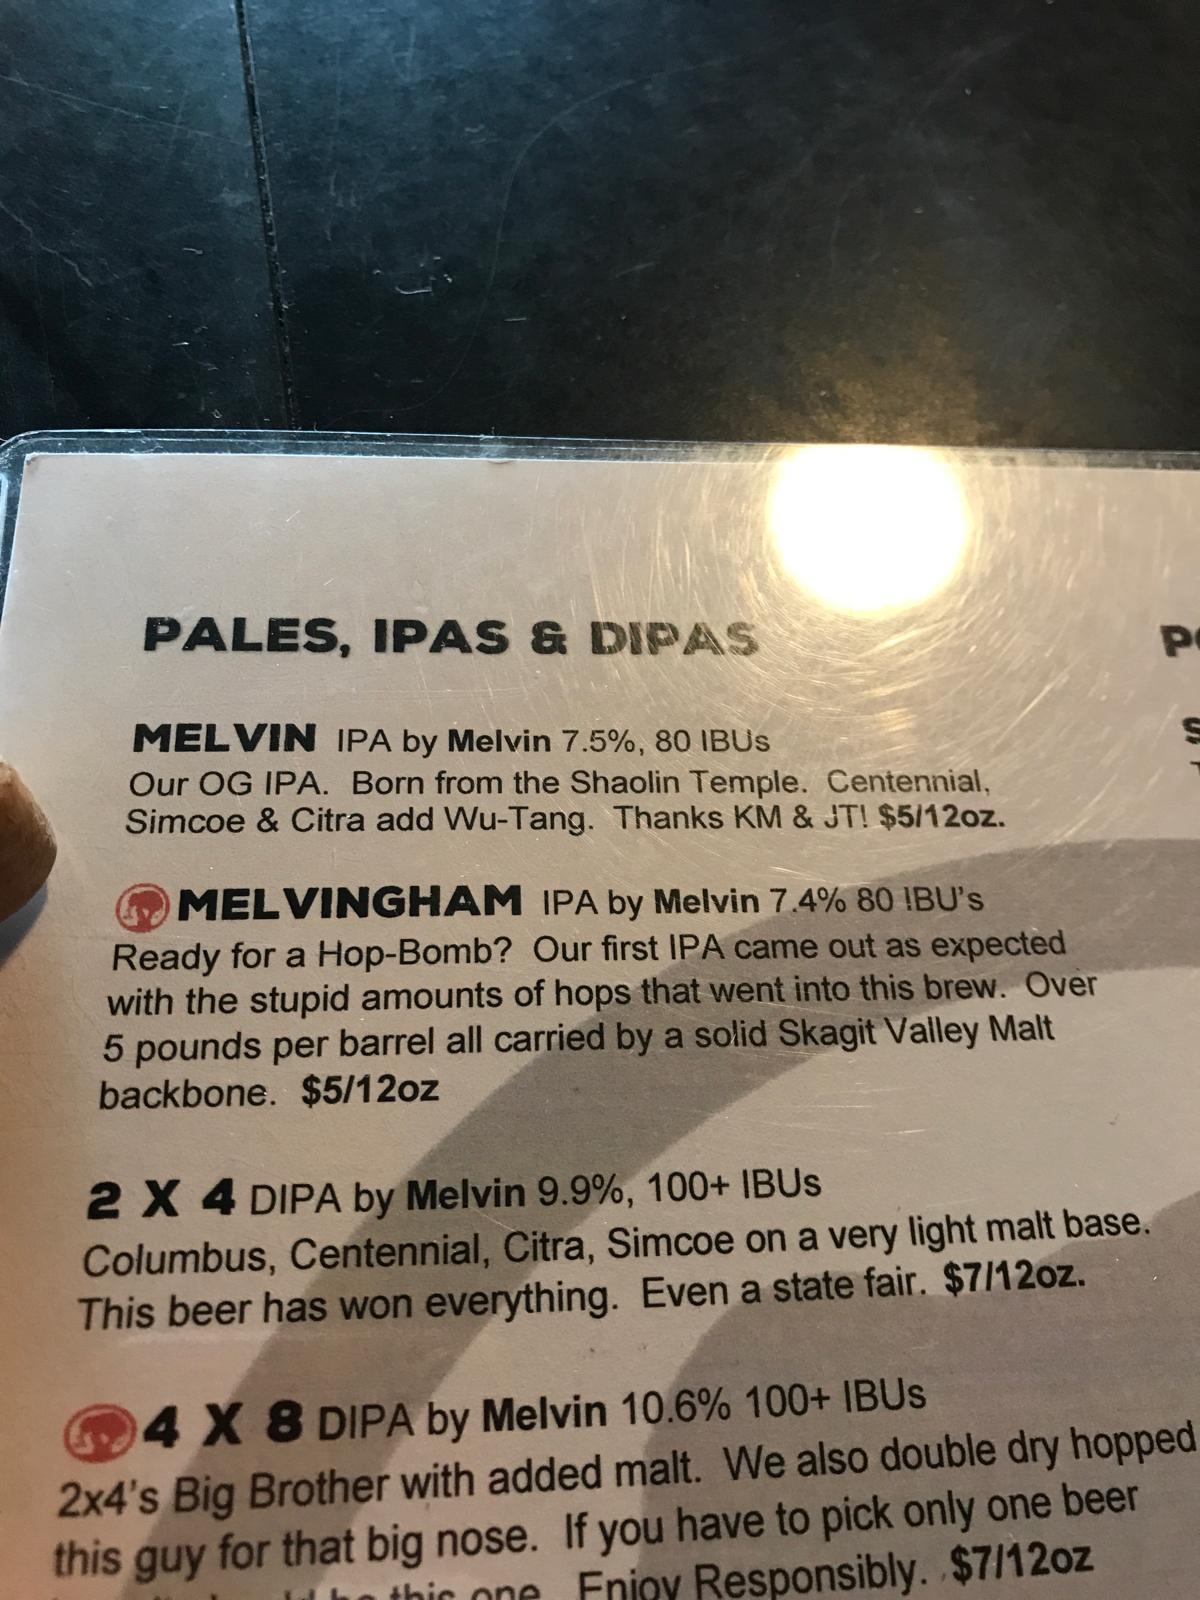 PALES, IPAS & DIPAS
MELVIN IPA by Melvin 7.5%, 80 IBUs
Our OG IPA. Born from the Shaolin Temple. Centennial,
Simcoe & Citra add Wu-Tang. Thanks KM & JT! $5/12oz.
MELVINGHAM IPA by Melvin 7.4% 80 IBU's
Ready for a Hop-Bomb? Our first IPA came out as expected
with the stupid amounts of hops that went into this brew. Over
5 pounds per barrel all carried by a solid Skagit Valley Malt
backbone. $5/12oz
2 X 4 DIPA by Melvin 9.9%, 100+ IBUs
Columbus, Centennial, Citra, Simcoe on a very light malt base.
This beer has won everything. Even a state fair. $7/12oz.
4 X 8 DIPA by Melvin 10.6% 100+ IBUs
2x4's Big Brother with added malt. We also double dry hopped
this guy for that big nose. If you have to pick only one beer
be this one. Enjoy Responsibly. $7/12oz